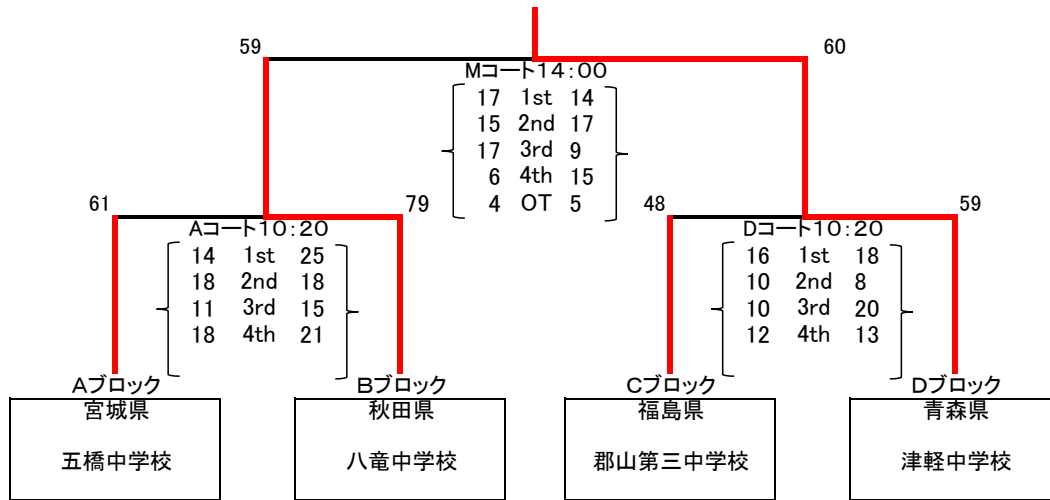 59 60
Mコート14:00
17 1st 14
15 2nd 17
17 3rd 9
6 4th 15
4 OT 5
61 79 48 59
Aコート10:20 Dコート10:20
14 1st 25 16 1st 18
18 2nd 18 10 2nd 8
11 3rd 15 10 3rd 20
18 4th 21 12 4th 13
Aブロック Bブロック Cブロック Dブロック
宮城県 秋田県 福島県 青森県
五橋中学校 八竜中学校 郡山第三中学校 津軽中学校